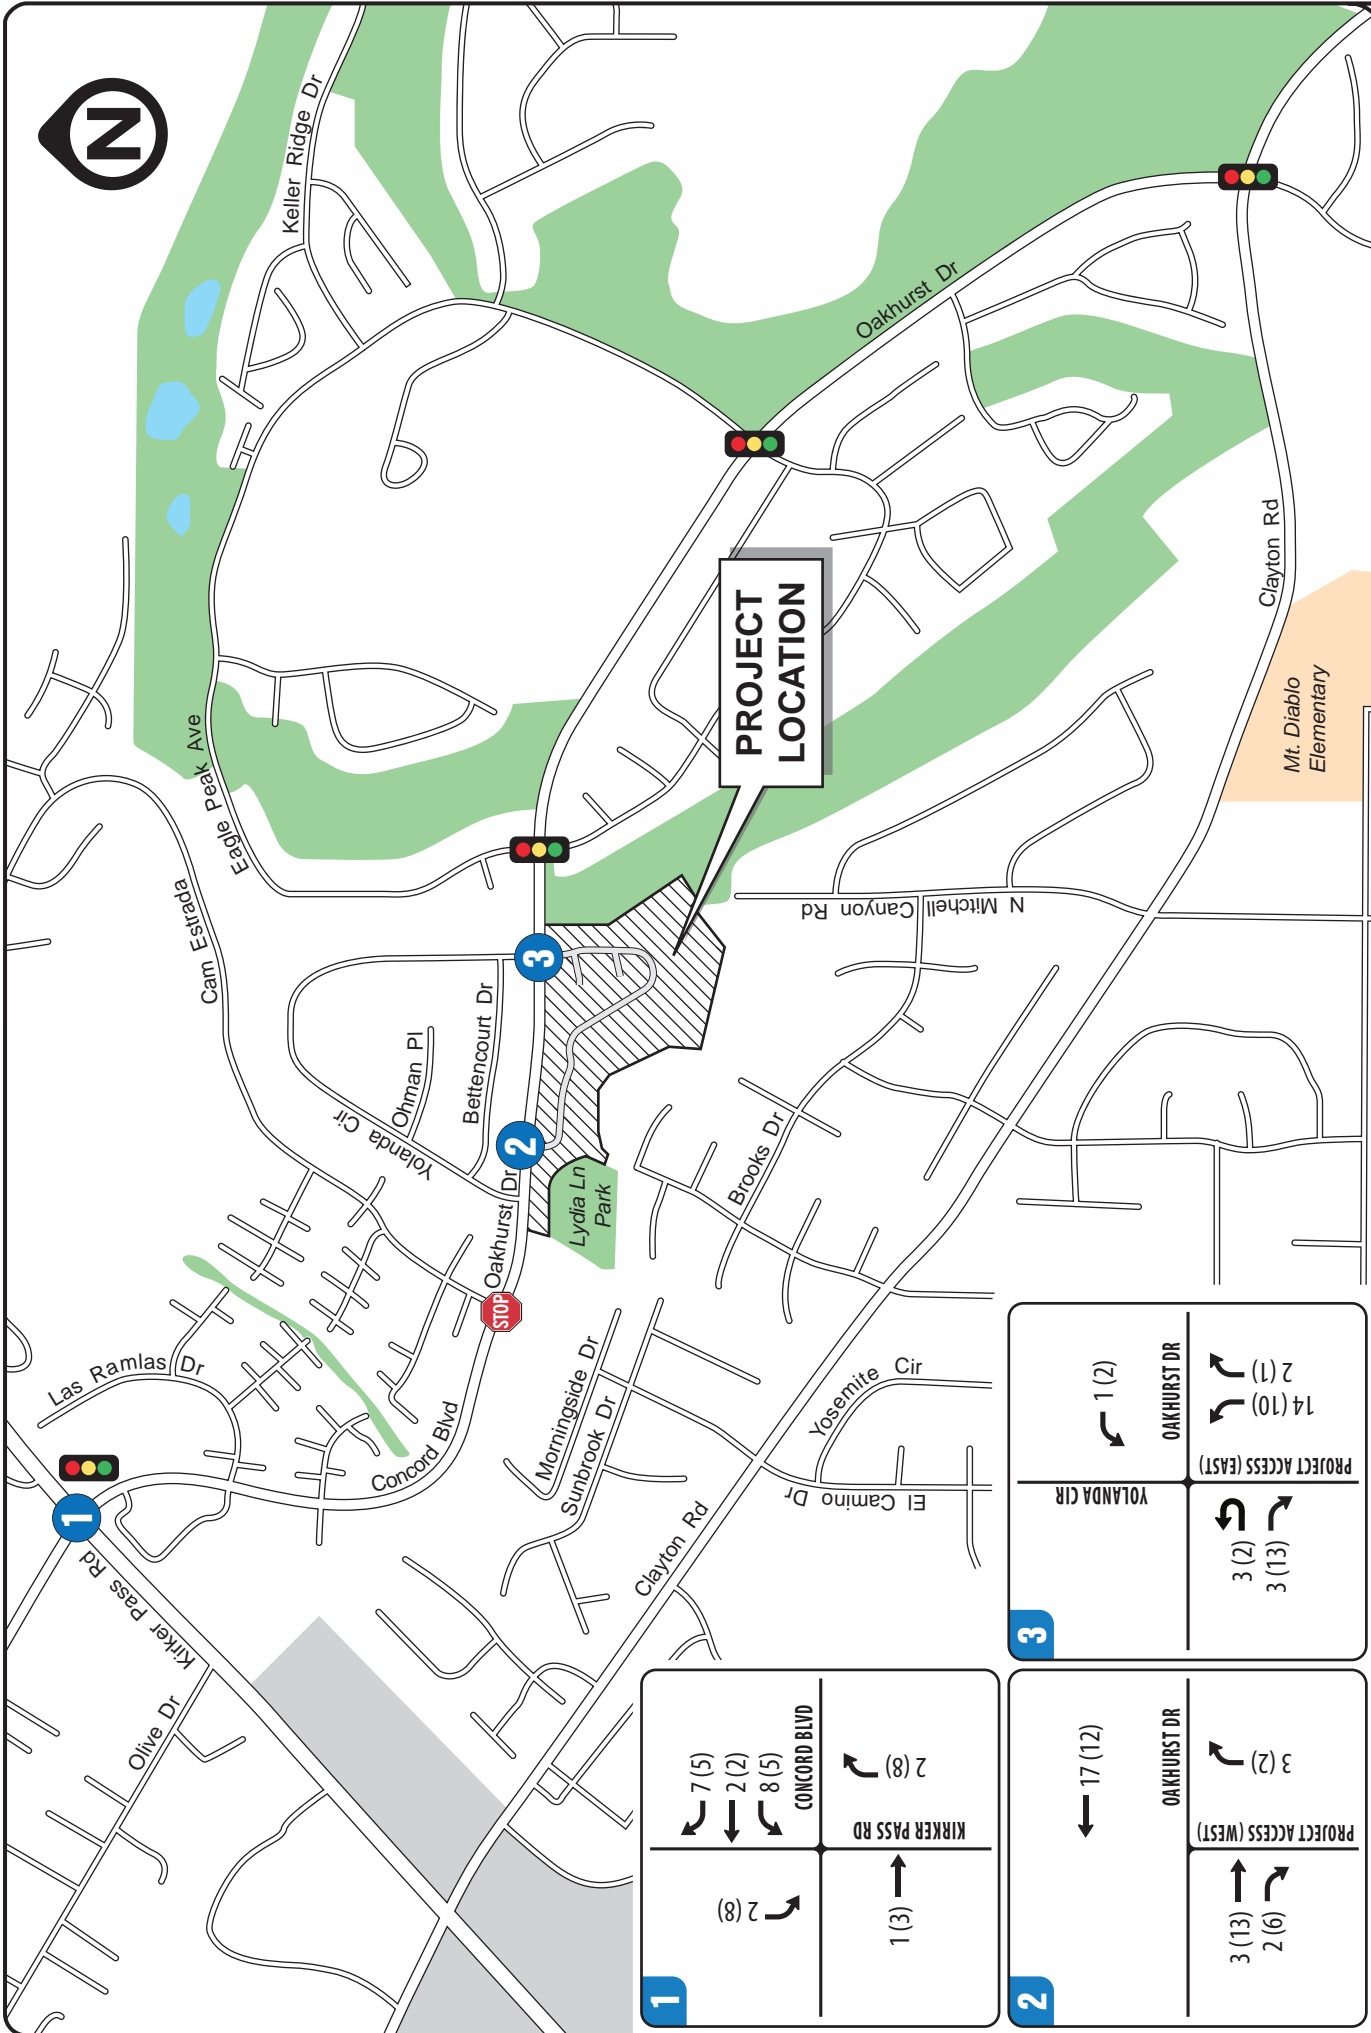 N
Keller Ridge Dr
Eagle Peak Ave
Cam Estrada
Oakhurst Dr
Clayton Rd
PROJECT
LOCATION
Mt. Diablo
Elementary
N Mitchell Canyon Rd
3
Bettencourt Dr
Ohman Pl
Yolanda Cir
2
Oakhurst Dr
Lydia Ln
Park
STOP
Brooks Dr
Las Ramlas Dr
Concord Blvd
Morningside Dr
Sunbrook Dr
Yosemite Cir
El Camino Dr
Clayton Rd
1
Kirker Pass Rd
Olive Dr
1
2 (8)
7 (5)
2 (2)
8 (5)
CONCORD BLVD
1 (3)
KIRKER PASS RD
2 (8)
2
17 (12)
OAKHURST DR
3 (13)
2 (6)
PROJECT ACCESS (WEST)
3 (2)
3
YOLANDA CIR
1 (2)
OAKHURST DR
3 (2)
3 (13)
PROJECT ACCESS (EAST)
14 (10)
2 (1)